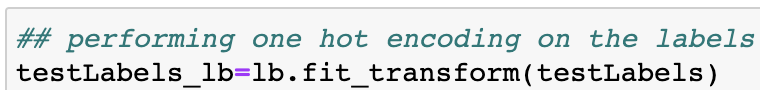 ## performing one hot encoding on the labels
testLabels_lb=lb.fit_transform(testLabels)